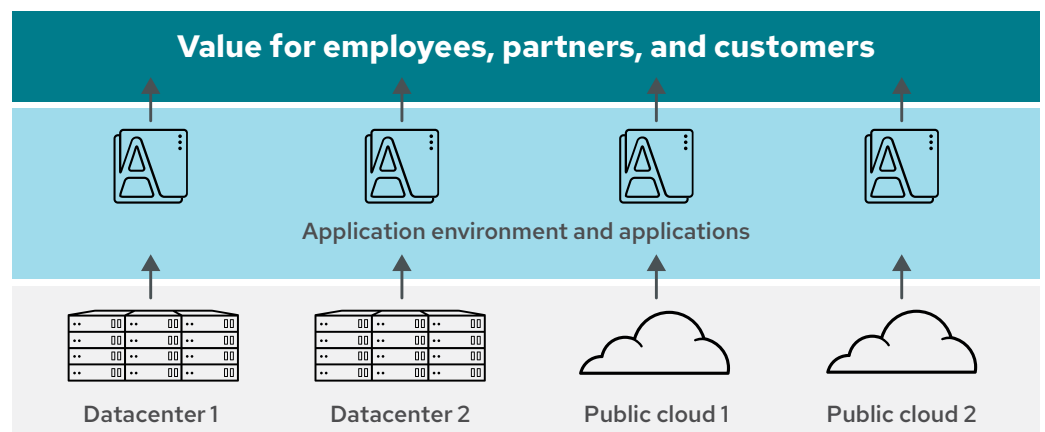 Value for employees, partners, and customers
Application environment and applications
Datacenter 1
Datacenter 2
Public cloud 1
Public cloud 2